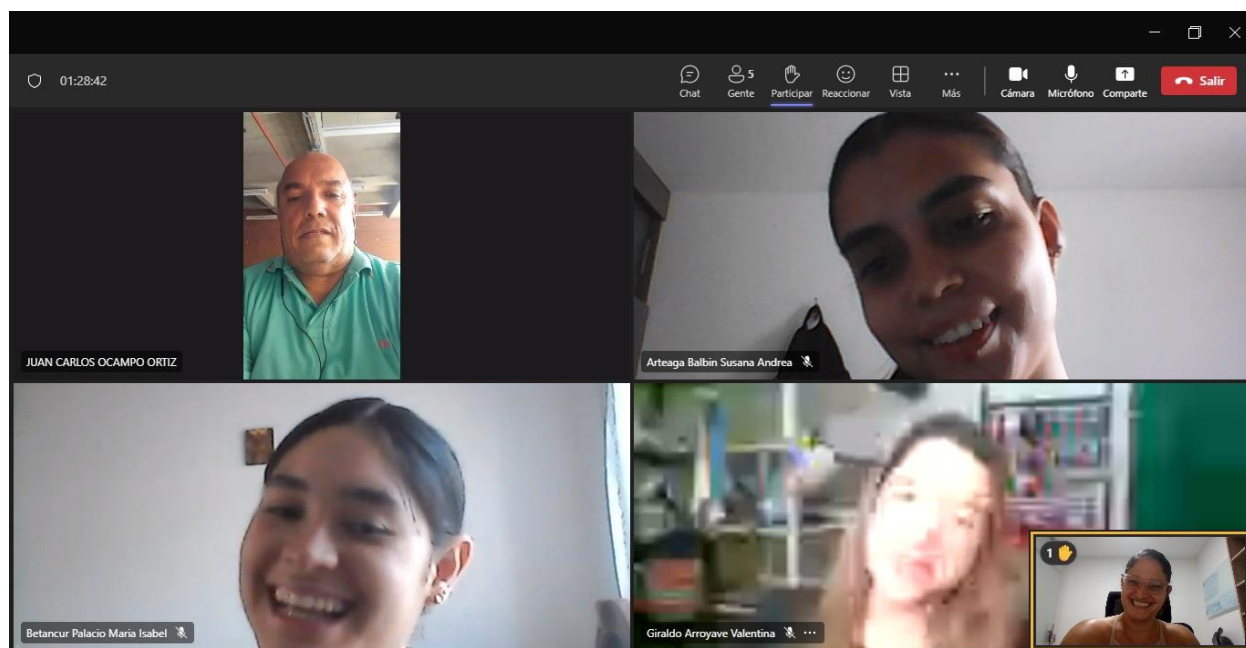 01:28:42
5
Chat
Gente
Participar
Reaccionar
Vista
Más
Cámara
Micrófono
Comparte
Salir
JUAN CARLOS OCAMPO ORTIZ
Arteaga Balbin Susana Andrea
Betancur Palacio Maria Isabel
Giraldo Arroyave Valentina
1